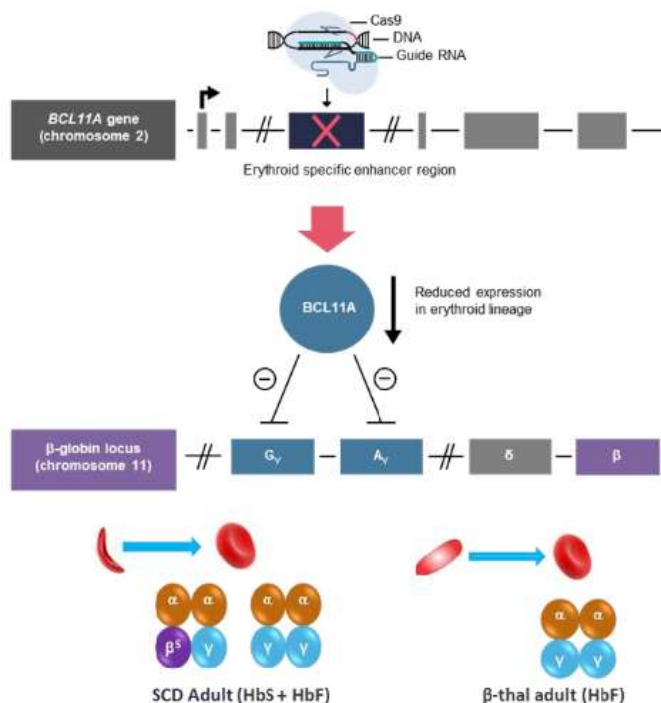 Cas9
DNA
Guide RNA
BCL11A gene
(chromosome 2)
Erythroid specific enhancer region
BCL11A
Reduced expression
in erythroid lineage
β-globin locus
(chromosome 11)
Gγ
Aγ
δ
β
α α α α
βS γ γ γ
SCD Adult (HbS + HbF)
α α
γ γ
β-thal adult (HbF)